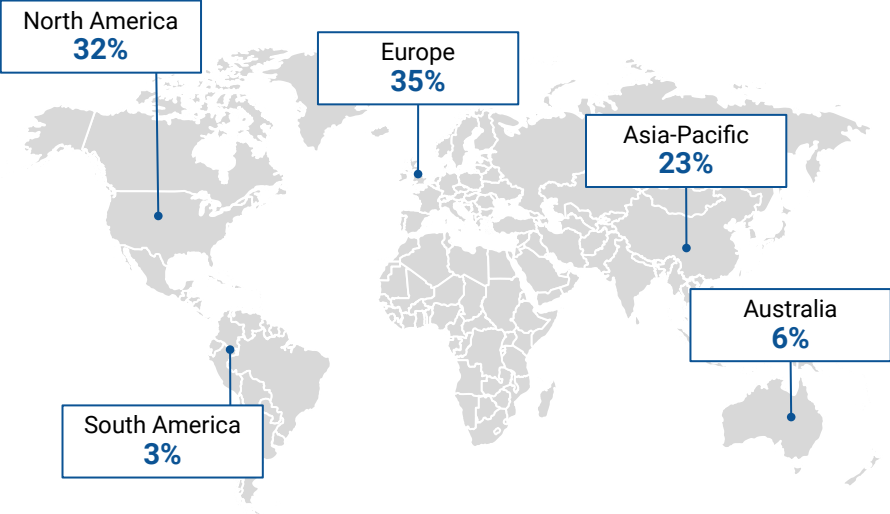 North America
32%
Europe
35%
Asia-Pacific
23%
Australia
6%
South America
3%